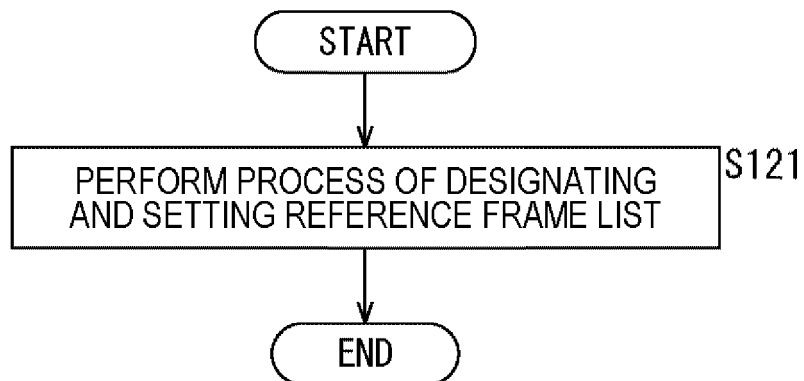 START
S121
PERFORM PROCESS OF DESIGNATING
AND SETTING REFERENCE FRAME LIST
END